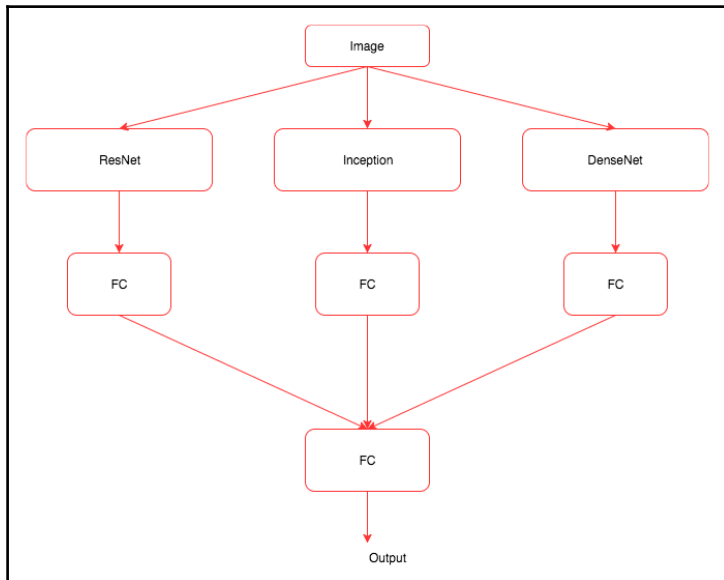 Image
ResNet
Inception
DenseNet
FC
FC
FC
FC
Output